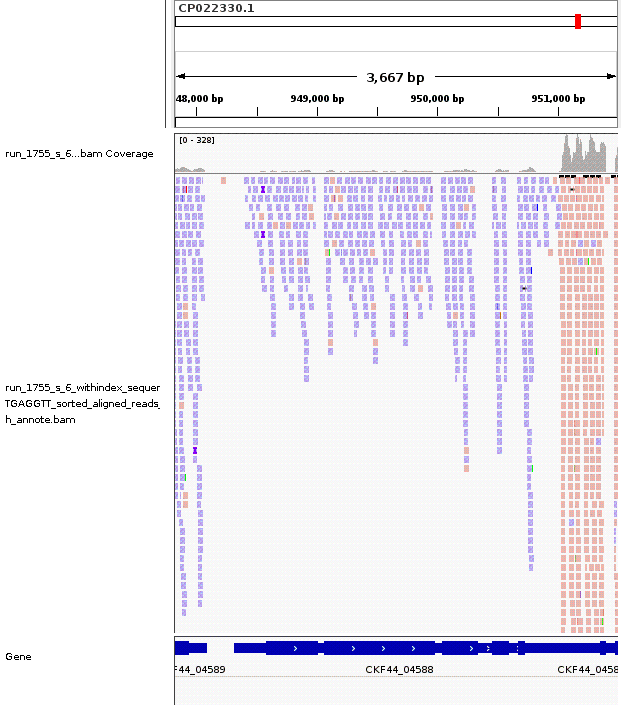 CP022330.1
3,667 bp
48,000 bp 949,000 bp 950,000 bp 951,000 bp
[0 - 328]
run_1755_s_6...bam Coverage
run_1755_s_6_withindex_sequer
TGAGGTT_sorted_aligned_reads_
h_annote.bam
Gene
F44_04589 CKF44_04588 CKF44_0458